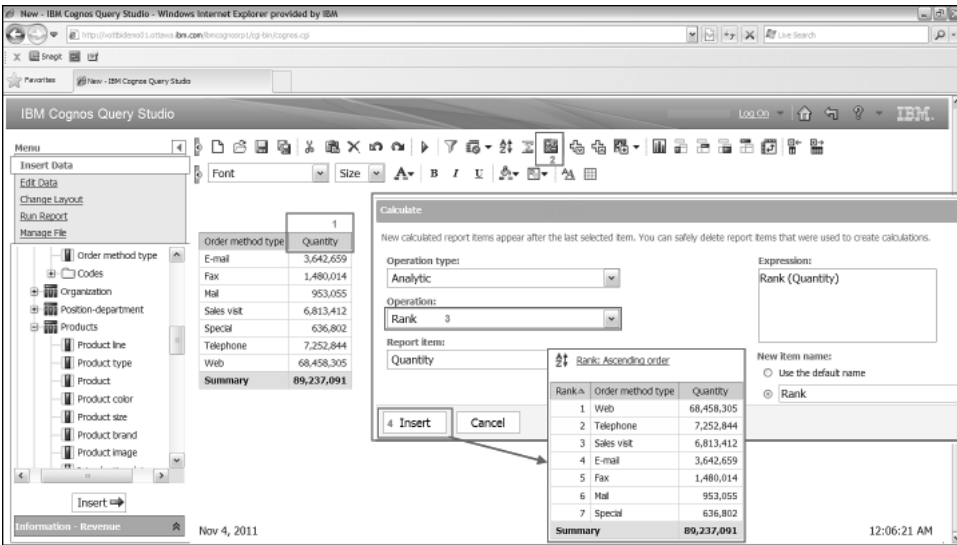 New - IBM Cognos Query Studio - Windows Internet Explorer provided by IBM
Live Search
X Snagit
Favorites New - IBM Cognos Query Studio
IBM Cognos Query Studio
Log On IBM.
Menu
Insert Data
Edit Data
Change Layout
Run Report
Manage File
Order method type
Codes
Organization
Position-department
Products
Product line
Product type
Product
Product color
Product size
Product brand
Product image
Insert
Information - Revenue
2
Font Size A B I U
1
Order method type Quantity
E-mail 3,642,659
Fax 1,480,014
Mail 953,055
Sales visit 6,813,412
Special 636,802
Telephone 7,252,844
Web 68,458,305
Summary 89,237,091
Calculate
New calculated report items appear after the last selected item. You can safely delete report items that were used to create calculations.
Operation type:
Analytic
Operation:
Rank 3
Report item:
Quantity
Expression:
Rank (Quantity)
New item name:
Use the default name
Rank
4 Insert Cancel
Rank: Ascending order
Rank Order method type Quantity
1 Web 68,458,305
2 Telephone 7,252,844
3 Sales visit 6,813,412
4 E-mail 3,642,659
5 Fax 1,480,014
6 Mail 953,055
7 Special 636,802
Summary 89,237,091
Nov 4, 2011 12:06:21 AM